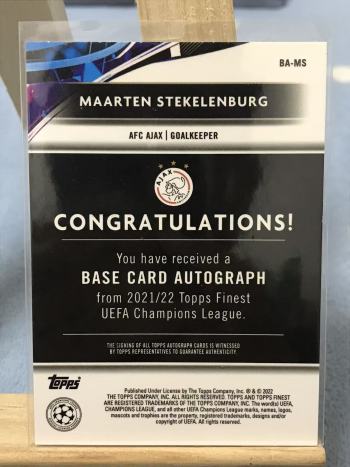 BA-MS
MAARTEN STEKELENBURG
AFC AJAX | GOALKEEPER
AJAX
CONGRATULATIONS!
You have received a
BASE CARD AUTOGRAPH
from 2021/22 Topps Finest
UEFA Champions League.
THE SIGNING OF ALL TOPPS AUTOGRAPH CARDS IS WITNESSED
BY TOPPS REPRESENTATIVES TO GUARANTEE AUTHENTICITY.
Topps
Published Under License by The Topps Company, Inc. ® & © 2022
THE TOPPS COMPANY, INC. ALL RIGHTS RESERVED. TOPPS AND TOPPS FINEST
ARE REGISTERED TRADEMARKS OF THE TOPPS COMPANY, INC. The word(s) UEFA,
CHAMPIONS LEAGUE, and all other UEFA Champions League marks, names, logos,
mascots and trophies are the property, registered trademarks, designs and/or
copyright of UEFA. All rights reserved.